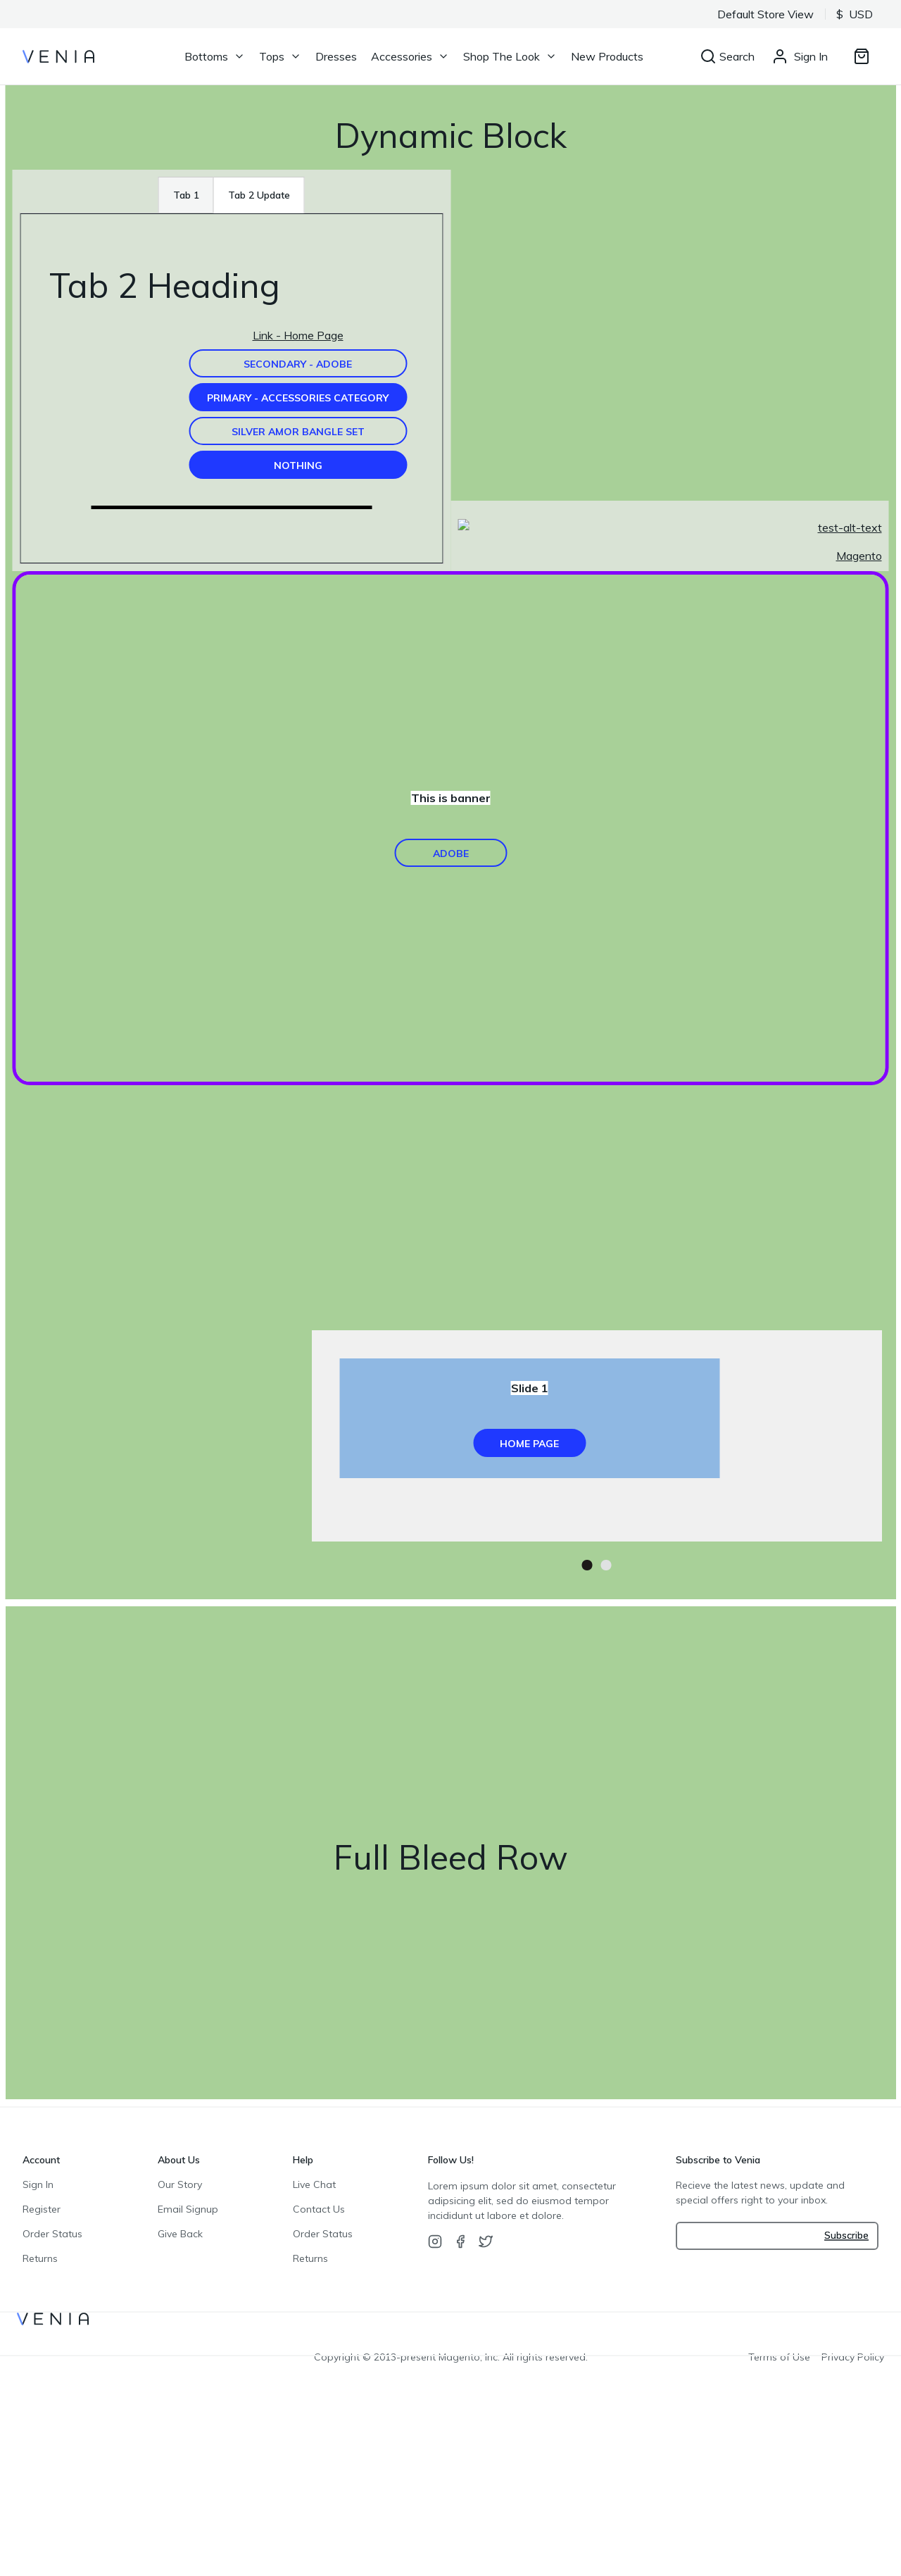 Default Store View $ USD
VENIA Bottoms Tops Dresses Accessories Shop The Look New Products Search Sign In
Dynamic Block
Tab 1 Tab 2 Update
Tab 2 Heading
Link - Home Page
SECONDARY - ADOBE
PRIMARY - ACCESSORIES CATEGORY
SILVER AMOR BANGLE SET
NOTHING
test-alt-text
Magento
This is banner
ADOBE
Slide 1
HOME PAGE
Full Bleed Row
Account
Sign In
Register
Order Status
Returns
About Us
Our Story
Email Signup
Give Back
Help
Live Chat
Contact Us
Order Status
Returns
Follow Us!
Lorem ipsum dolor sit amet, consectetur
adipsicing elit, sed do eiusmod tempor
incididunt ut labore et dolore.
Subscribe to Venia
Recieve the latest news, update and
special offers right to your inbox.
Subscribe
VENIA
Copyright © 2013-present Magento, Inc. All rights reserved. Terms of Use Privacy Policy